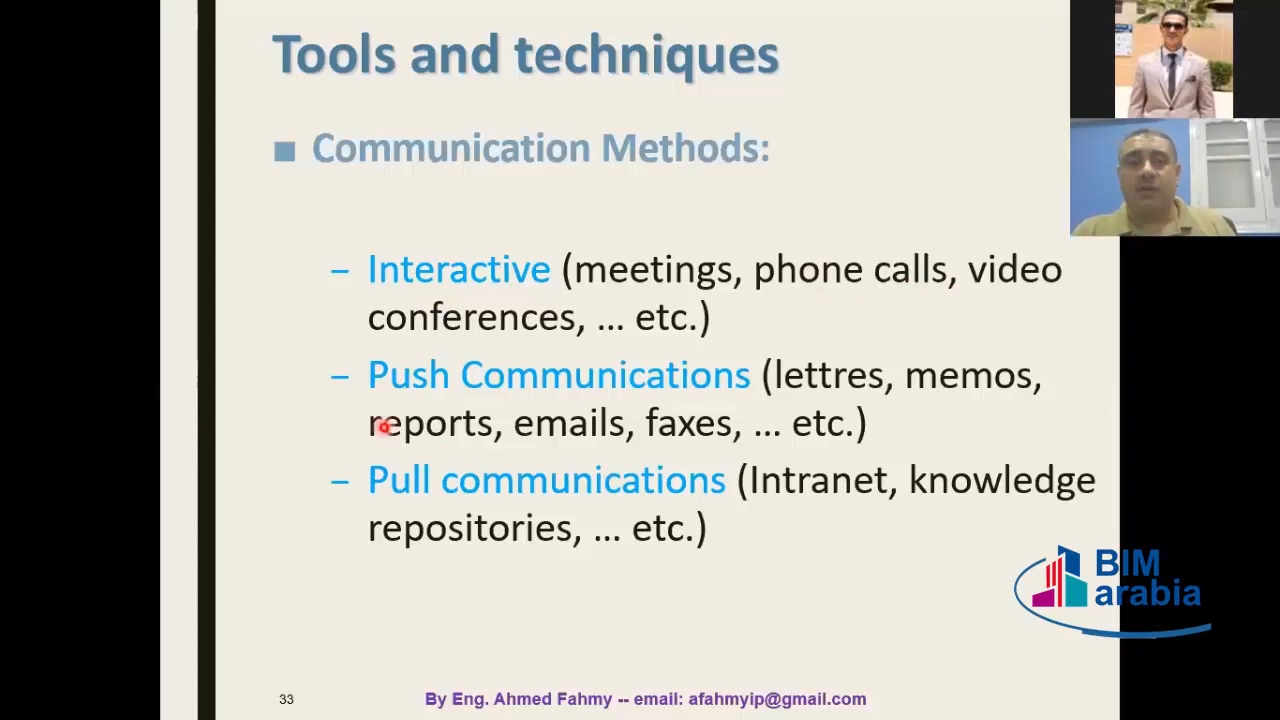 Tools and techniques
■ Communication Methods:
– Interactive (meetings, phone calls, video
conferences, ... etc.)
– Push Communications (lettres, memos,
reports, emails, faxes, ... etc.)
– Pull communications (Intranet, knowledge
repositories, ... etc.)
BIM
arabia
33
By Eng. Ahmed Fahmy -- email: afahmyip@gmail.com